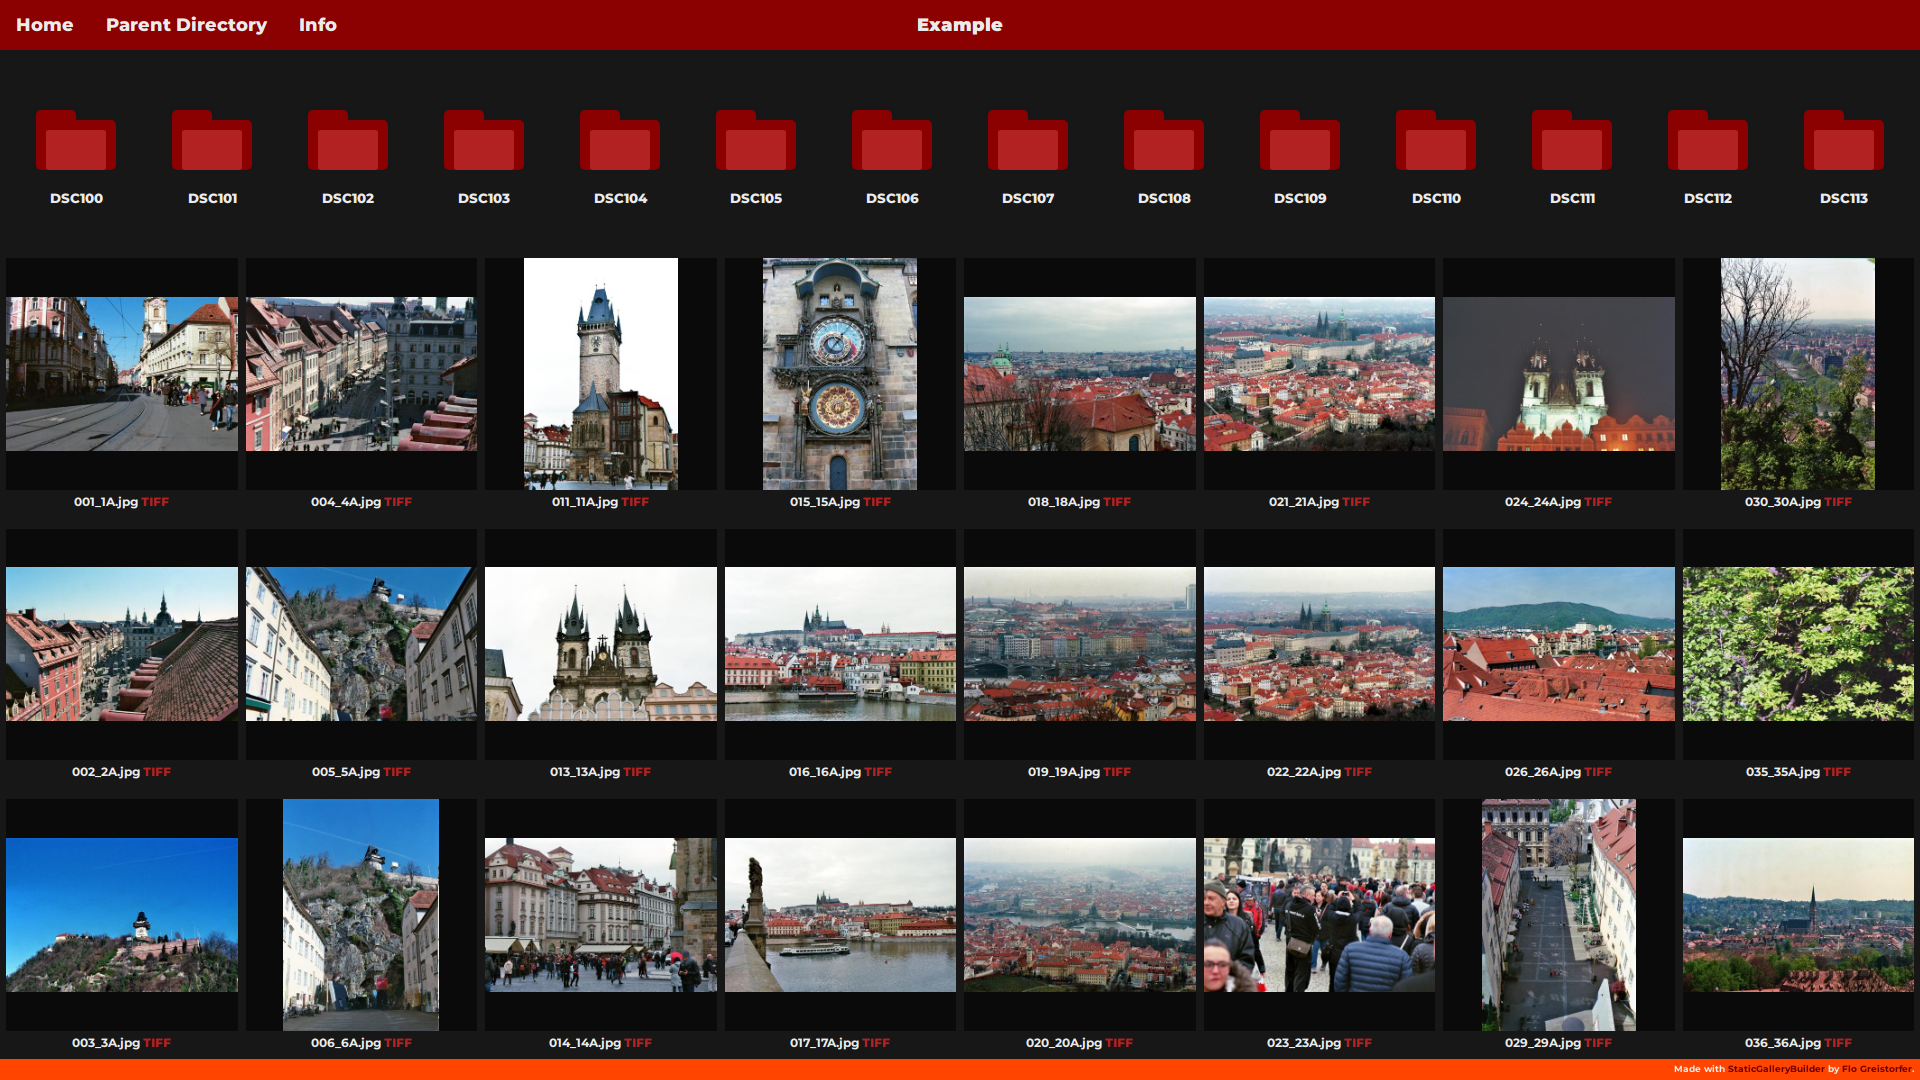 Home Parent Directory Info Example
DSC100 DSC101 DSC102 DSC103 DSC104 DSC105 DSC106 DSC107 DSC108 DSC109 DSC110 DSC111 DSC112 DSC113
001_1A.jpg TIFF 004_4A.jpg TIFF 011_11A.jpg TIFF 015_15A.jpg TIFF 018_18A.jpg TIFF 021_21A.jpg TIFF 024_24A.jpg TIFF 030_30A.jpg TIFF
002_2A.jpg TIFF 005_5A.jpg TIFF 013_13A.jpg TIFF 016_16A.jpg TIFF 019_19A.jpg TIFF 022_22A.jpg TIFF 026_26A.jpg TIFF 035_35A.jpg TIFF
003_3A.jpg TIFF 006_6A.jpg TIFF 014_14A.jpg TIFF 017_17A.jpg TIFF 020_20A.jpg TIFF 023_23A.jpg TIFF 029_29A.jpg TIFF 036_36A.jpg TIFF
Made with StaticGalleryBuilder by Flo Greistorfer.